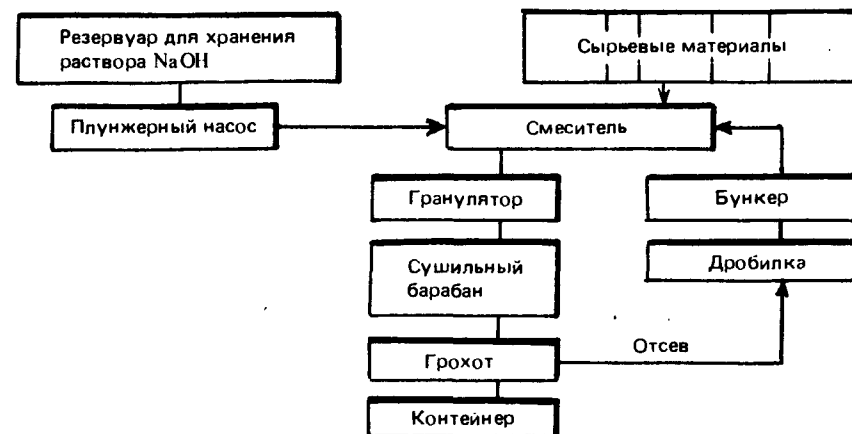 Резервуар для хранения
раствора NaOH
Сырьевые материалы
Плунжерный насос
Смеситель
Гранулятор
Бункер
Сушильный
барабан
Дробилка
Грохот
Отсев
Контейнер